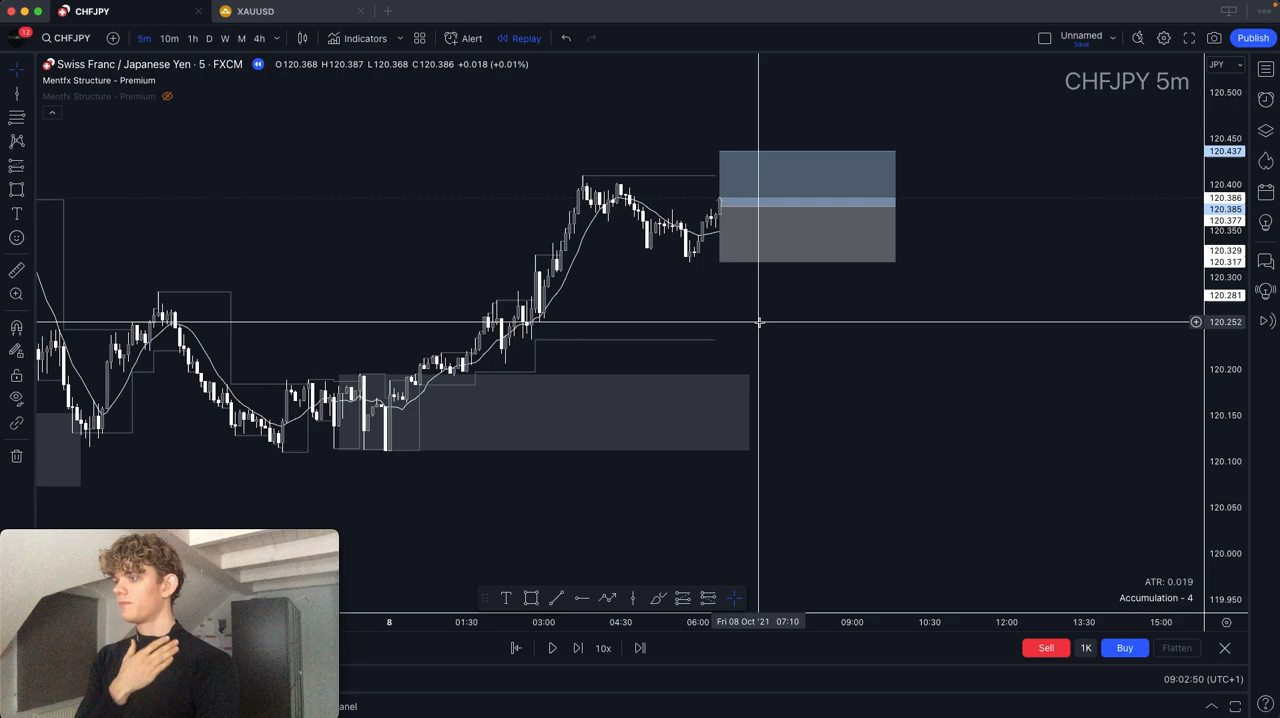 CHFJPY
XAUUSD
12
CHFJPY
5m
10m
1h
D
W
M
4h
Indicators
Alert
Replay
Unnamed
Save
Publish
Swiss Franc / Japanese Yen · 5 · FXCM
O120.368 H120.387 L120.368 C120.386 +0.018 (+0.01%)
Mentfx Structure - Premium
Mentfx Structure - Premium
CHFJPY 5m
JPY
120.500
120.450
120.437
120.400
120.386
120.385
120.377
120.350
120.329
120.317
120.300
120.281
120.252
120.200
120.150
120.100
120.050
120.000
119.950
ATR: 0.019
Accumulation - 4
8
01:30
03:00
04:30
06:00
Fri 08 Oct '21 07:10
09:00
10:30
12:00
13:30
15:00
10x
Sell
1K
Buy
Flatten
09:02:50 (UTC+1)
anel